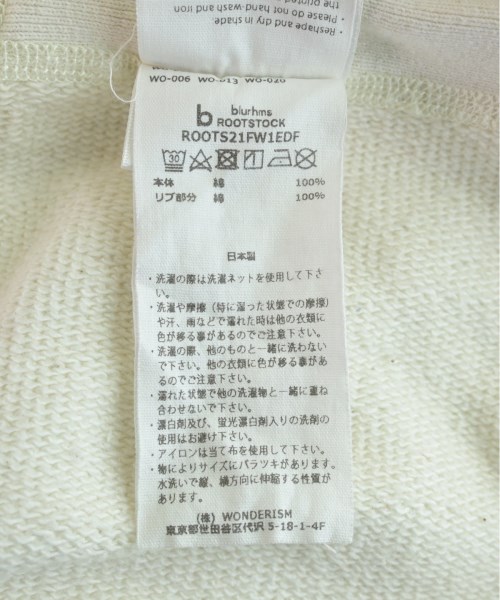 • Reshape and dry in shade.
• Please do not hand-wash and iron
the printed
WO-006 WO-013 WO-020
b blurhms
ROOTSTOCK
ROOTS21FW1EDF
30
本体 綿 100%
リブ部分 綿 100%
日本製
・洗濯の際は洗濯ネットを使用して下さ
い。
・洗濯や摩擦(特に湿った状態での摩擦)
や汗、雨などで濡れた時は他の衣類に
色が移る事があるのでご注意下さい。
・洗濯の際、他のものと一緒に洗わない
で下さい。他の衣類に色が移る事があ
るのでご注意下さい。
・濡れた状態で他の洗濯物と一緒に重ね
合わせないで下さい。
・漂白剤及び、蛍光漂白剤入りの洗剤の
使用はお避け下さい。
・アイロンは当て布を使用して下さい。
・物によりサイズにバラツキがあります。
水洗いで縦、横方向に伸縮する性質が
あります。
(株) WONDERISM
東京都世田谷区代沢 5-18-1-4F